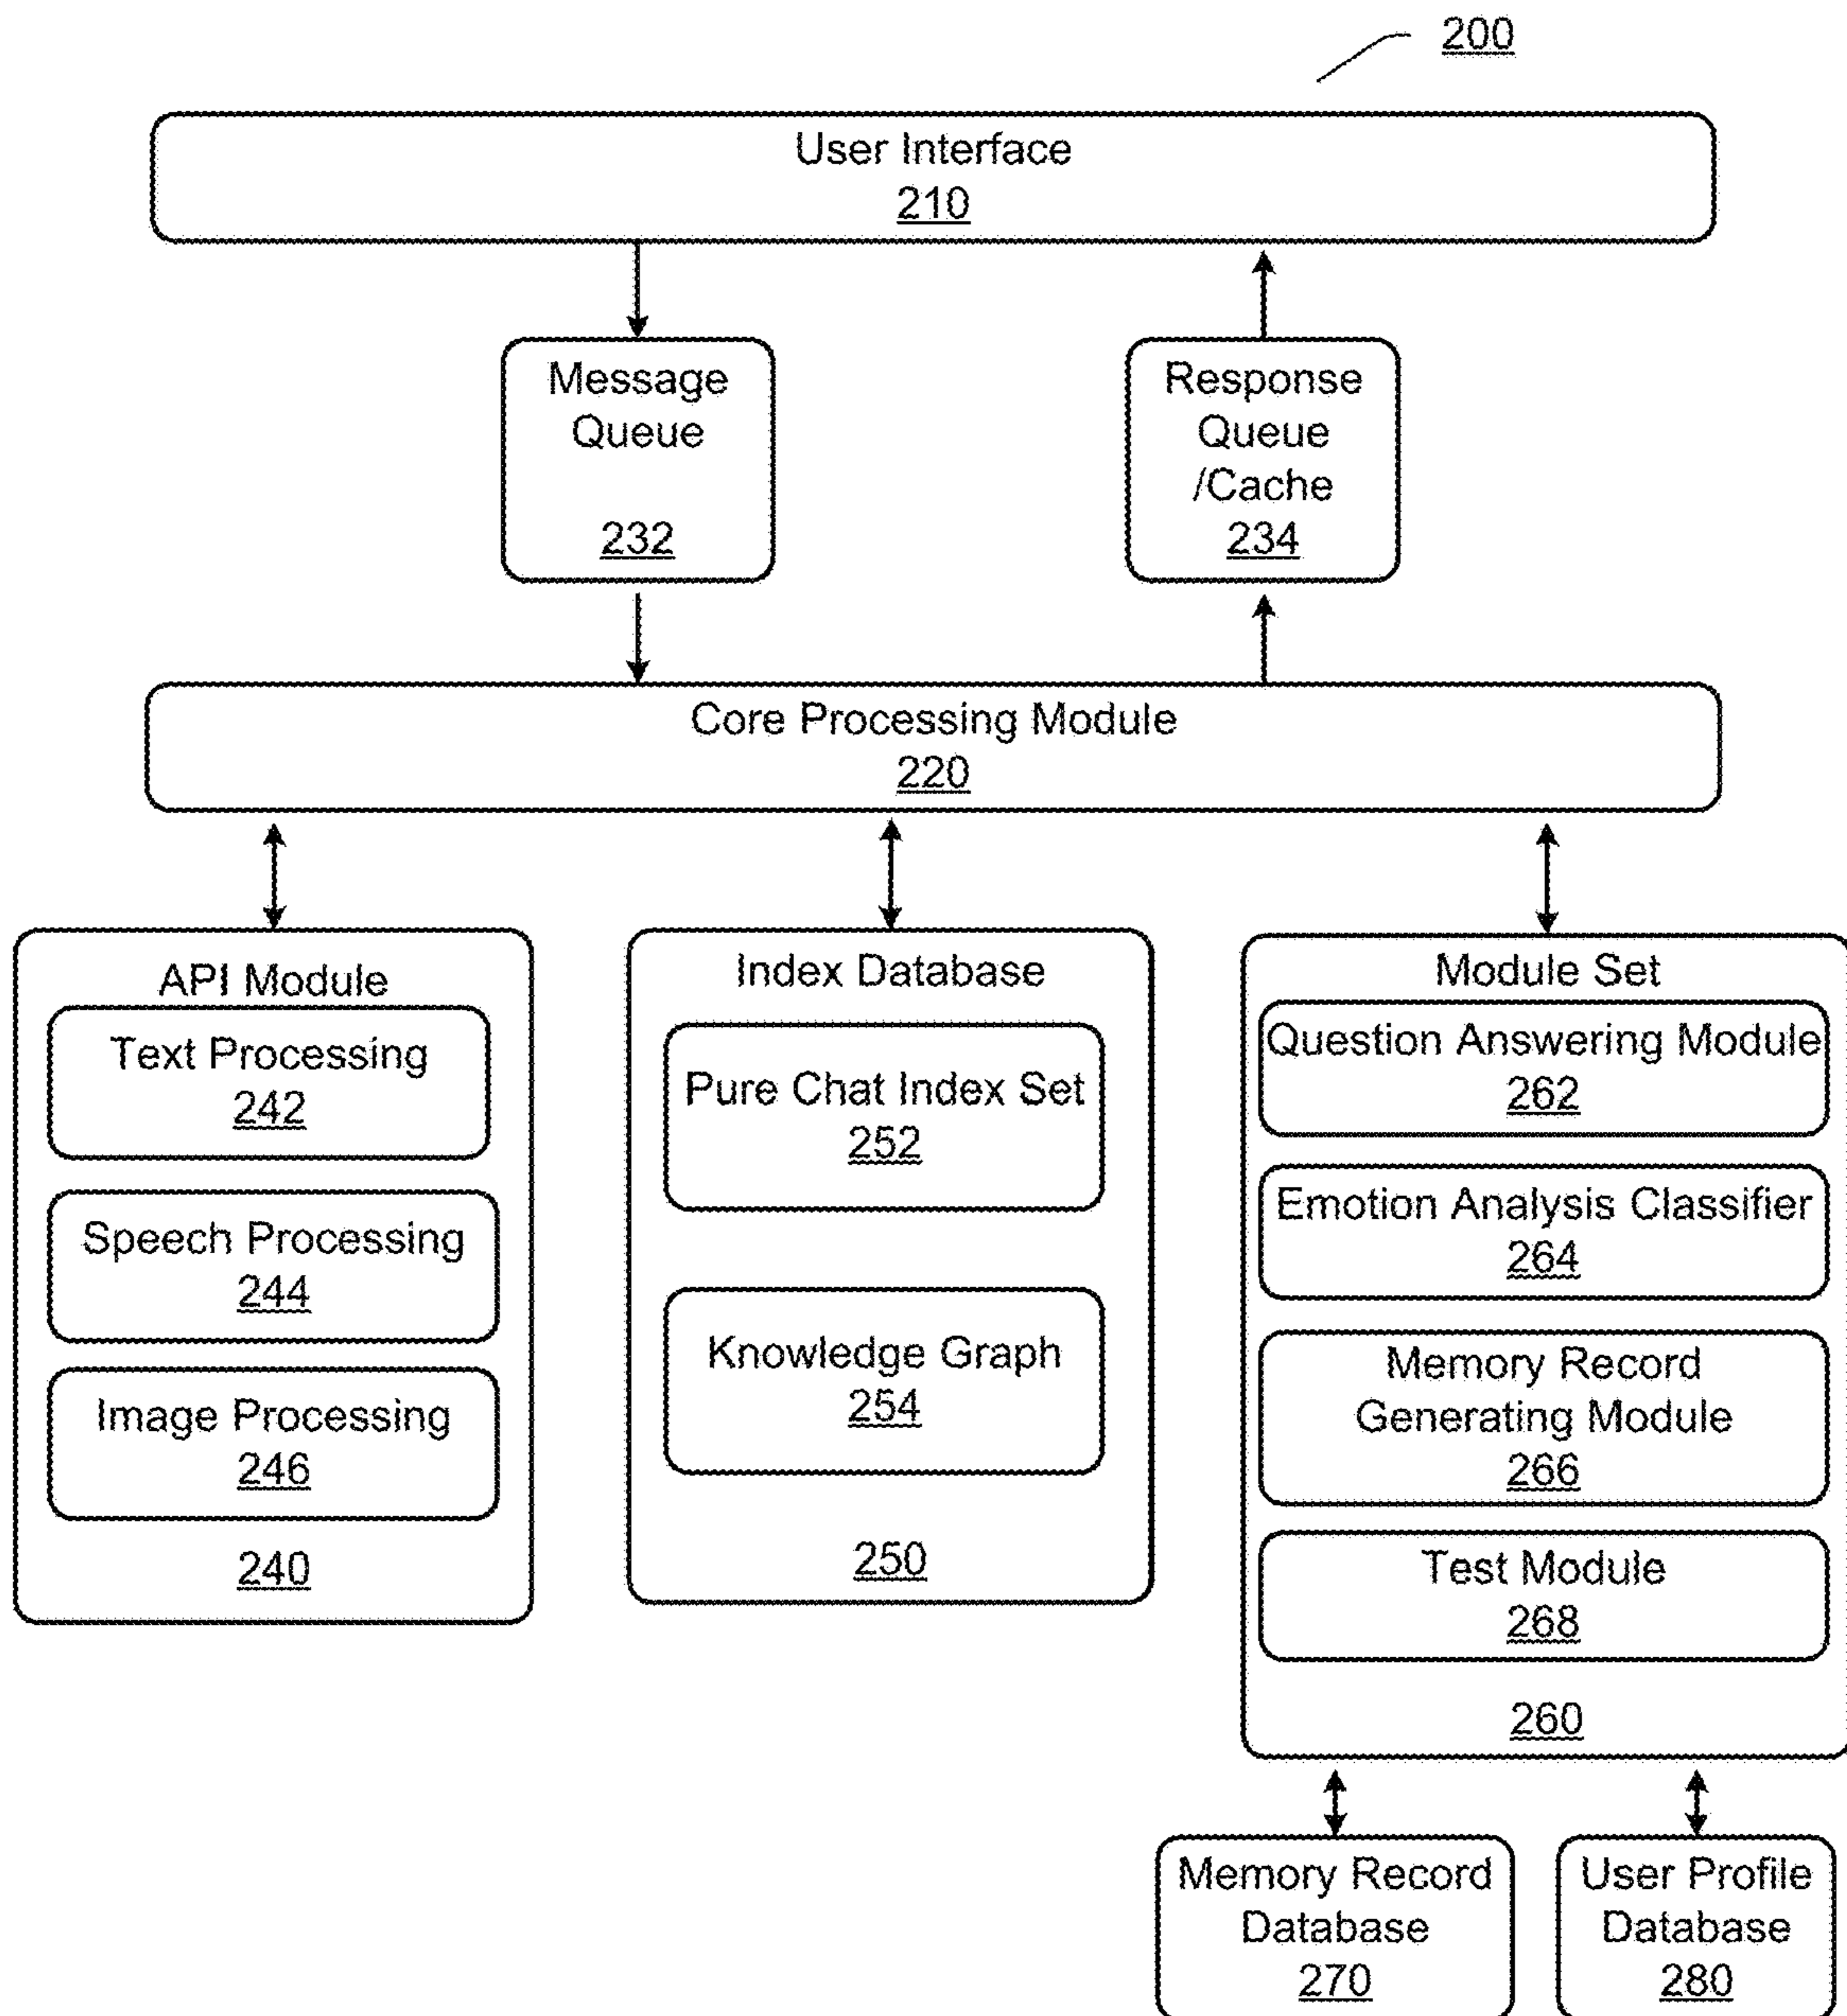 200
User Interface
210
Message
Queue
232
Response
Queue
/Cache
234
Core Processing Module
220
API Module
Text Processing
242
Speech Processing
244
Image Processing
246
240
Index Database
Pure Chat Index Set
252
Knowledge Graph
254
250
Module Set
Question Answering Module
262
Emotion Analysis Classifier
264
Memory Record
Generating Module
266
Test Module
268
260
Memory Record
Database
270
User Profile
Database
280